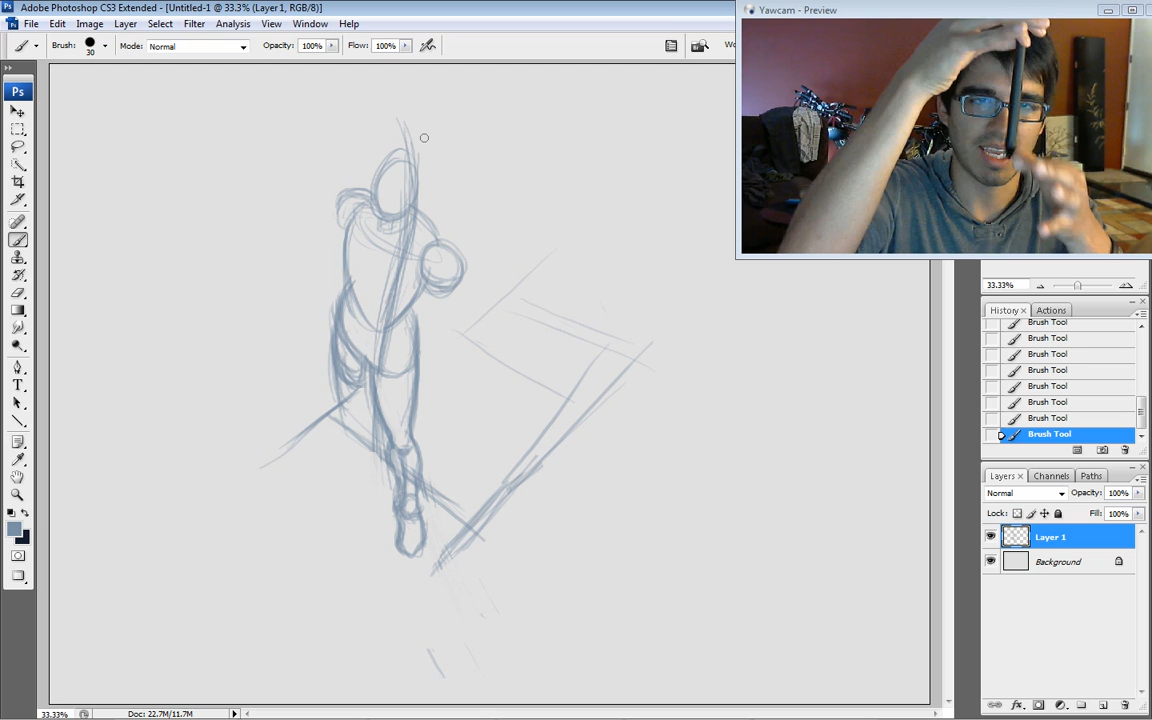 Adobe Photoshop CS3 Extended - [Untitled-1 @ 33.3% (Layer 1, RGB/8)]
File Edit Image Layer Select Filter Analysis View Window Help
Brush: 30 Mode: Normal Opacity: 100% Flow: 100%
Yawcam - Preview
Ps
T
33.33%
History x Actions
Brush Tool
Brush Tool
Brush Tool
Brush Tool
Brush Tool
Brush Tool
Brush Tool
Brush Tool
Layers x Channels Paths
Normal Opacity: 100%
Lock: Fill: 100%
Layer 1
Background
33.33% Doc: 22.7M/11.7M